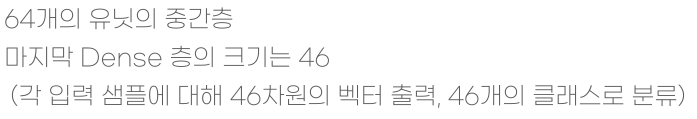 64개의 유닛의 중간층
마지막 Dense 층의 크기는 46
(각 입력 샘플에 대해 46차원의 벡터 출력, 46개의 클래스로 분류)